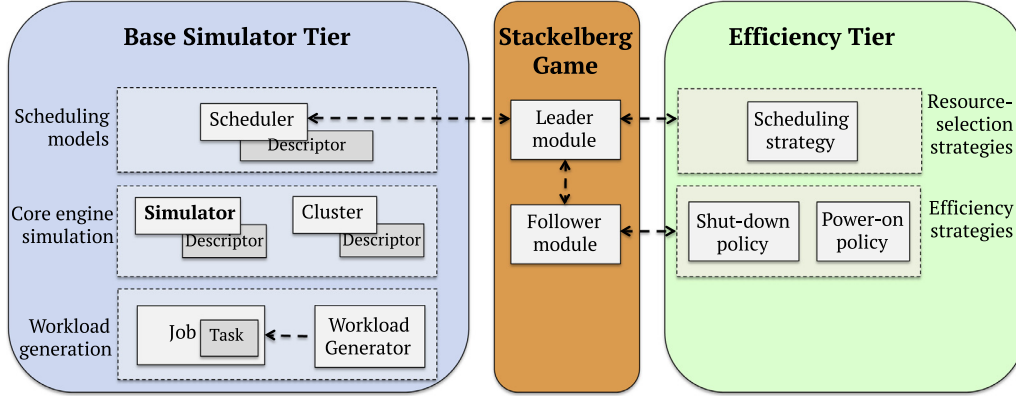 Base Simulator Tier
Scheduling
models
Scheduler
Descriptor
Core engine
simulation
Simulator
Descriptor
Cluster
Descriptor
Workload
generation
Job
Task
Workload
Generator
Stackelberg
Game
Leader
module
Follower
module
Efficiency Tier
Scheduling
strategy
Resource-
selection
strategies
Shut-down
policy
Power-on
policy
Efficiency
strategies